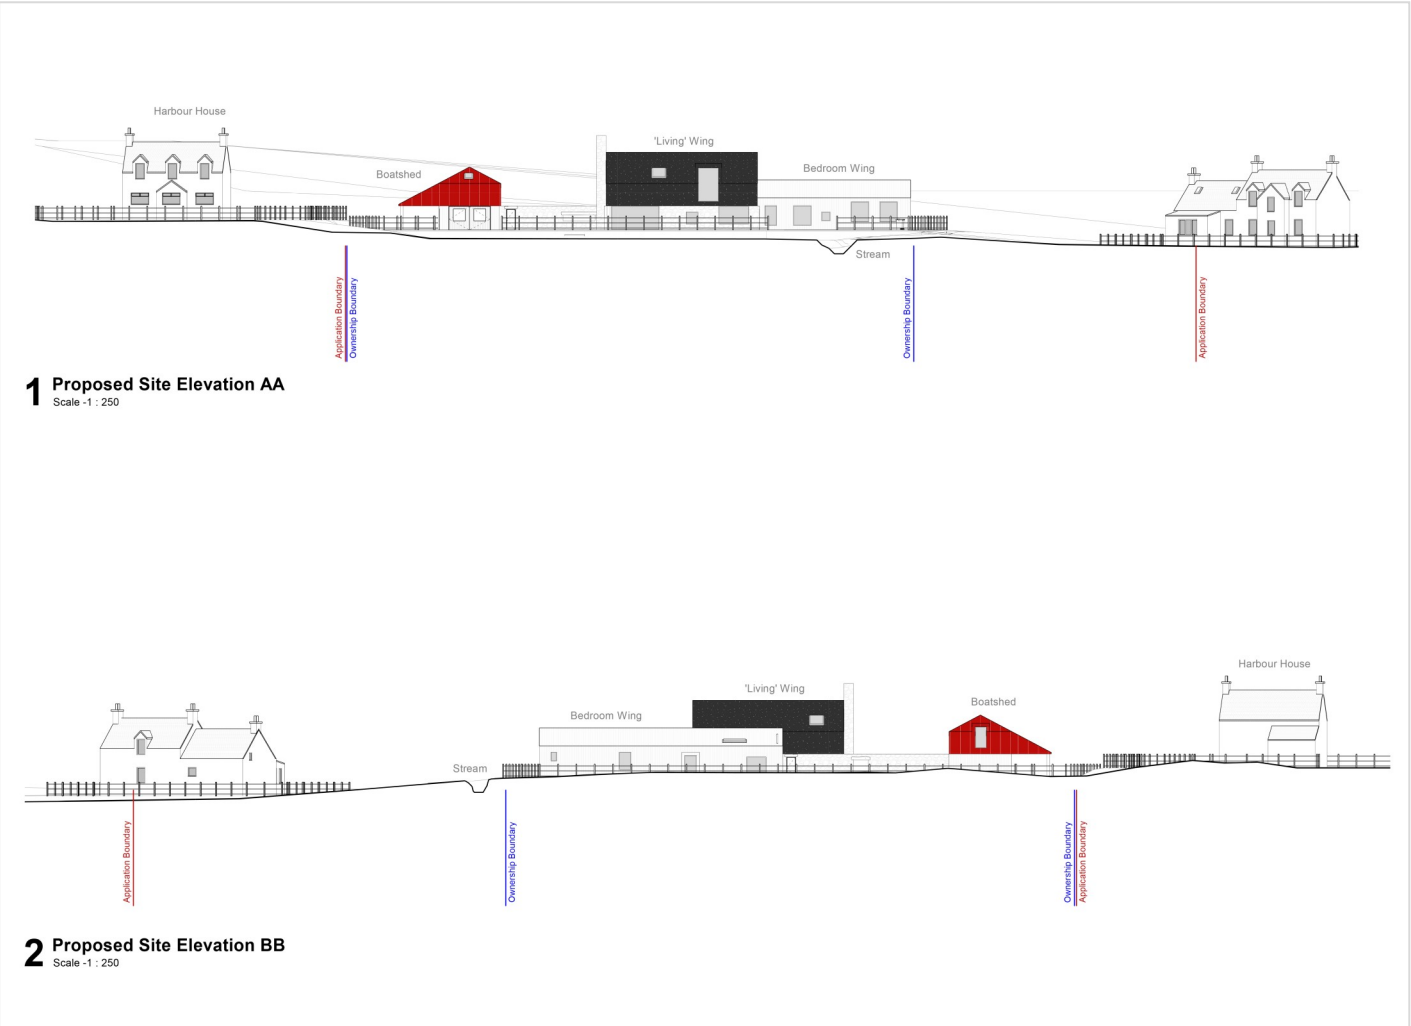 Harbour House
'Living' Wing
Boatshed
Bedroom Wing
Stream
Application Boundary
Ownership Boundary
Ownership Boundary
Application Boundary
1 Proposed Site Elevation AA
Scale -1 : 250
Harbour House
'Living' Wing
Boatshed
Bedroom Wing
Stream
Application Boundary
Ownership Boundary
Ownership Boundary
Application Boundary
2 Proposed Site Elevation BB
Scale -1 : 250